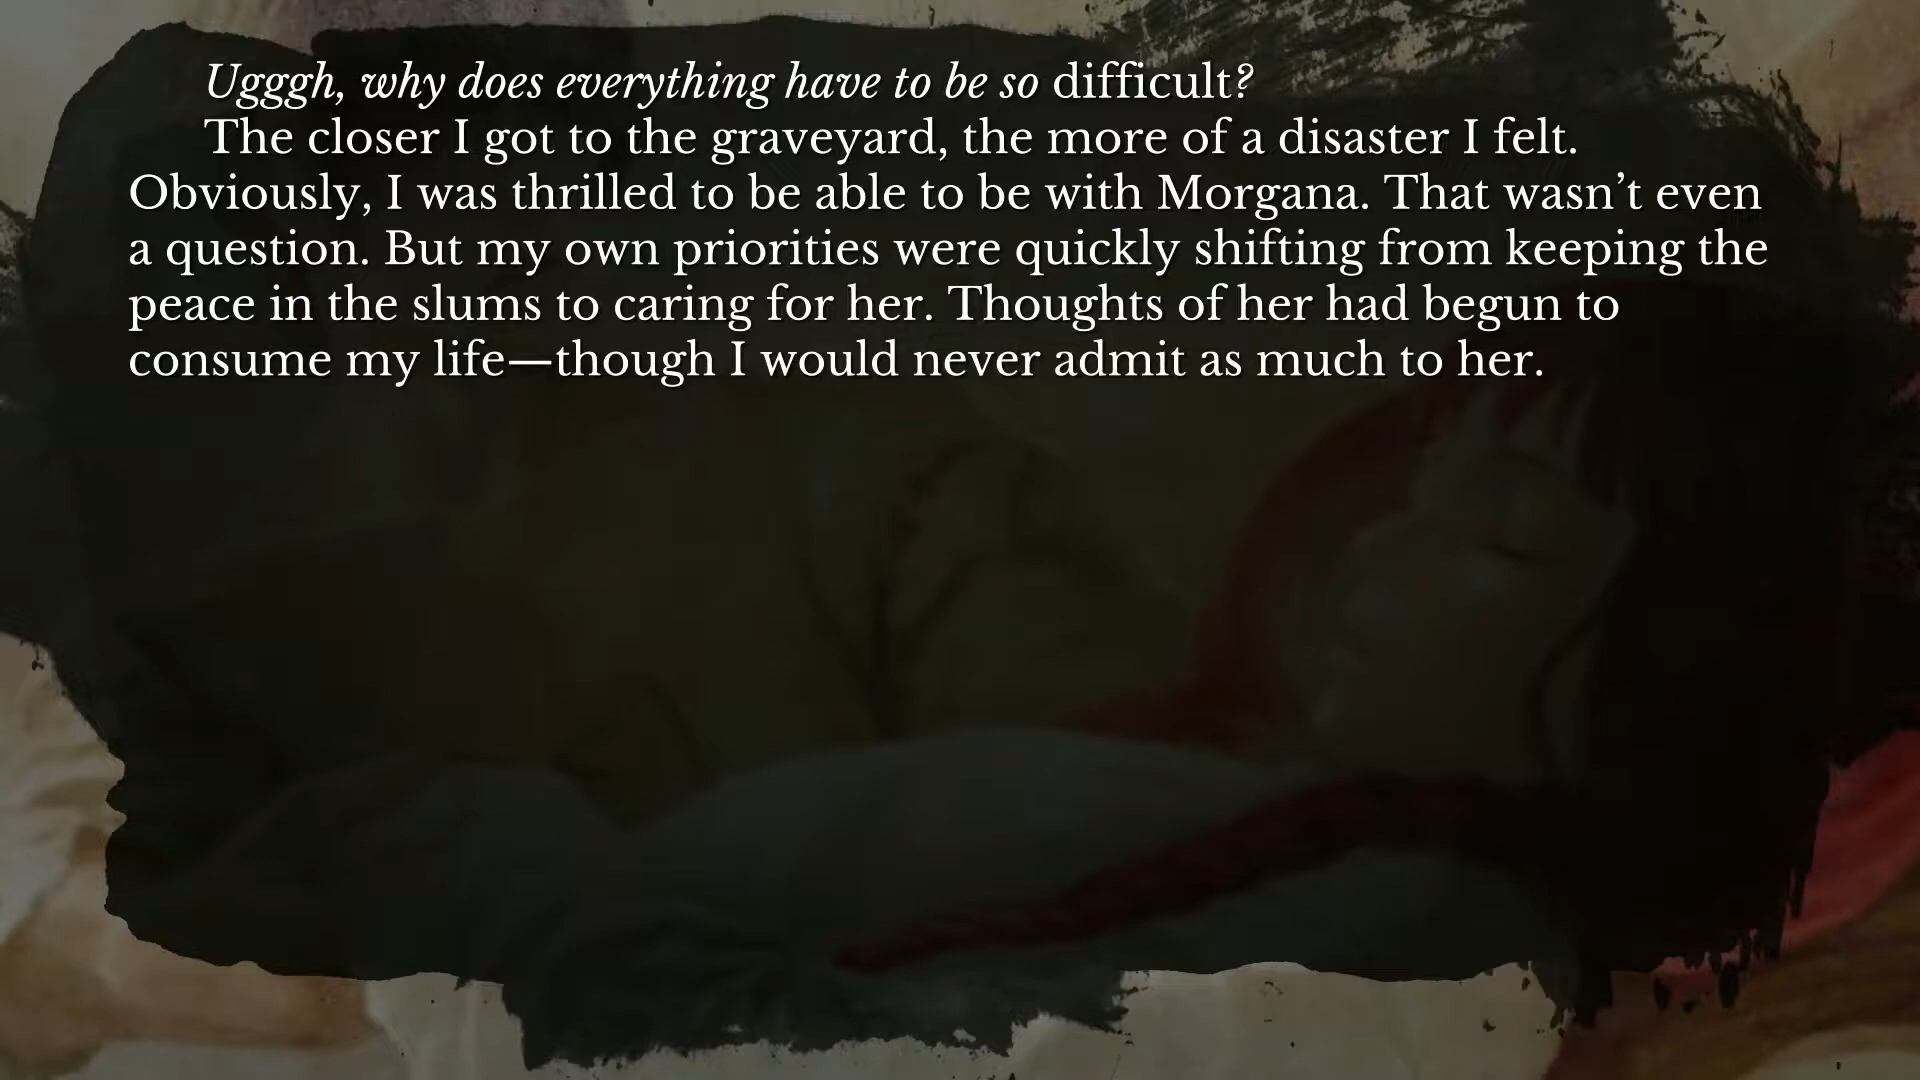 Ugggh, why does everything have to be so difficult?
The closer I got to the graveyard, the more of a disaster I felt.
Obviously, I was thrilled to be able to be with Morgana. That wasn’t even
a question. But my own priorities were quickly shifting from keeping the
peace in the slums to caring for her. Thoughts of her had begun to
consume my life—though I would never admit as much to her.